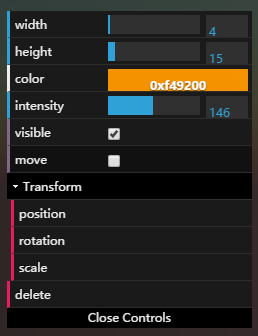 width 4
height 15
color 0xf49200
intensity 146
visible
move
Transform
position
rotation
scale
delete
Close Controls